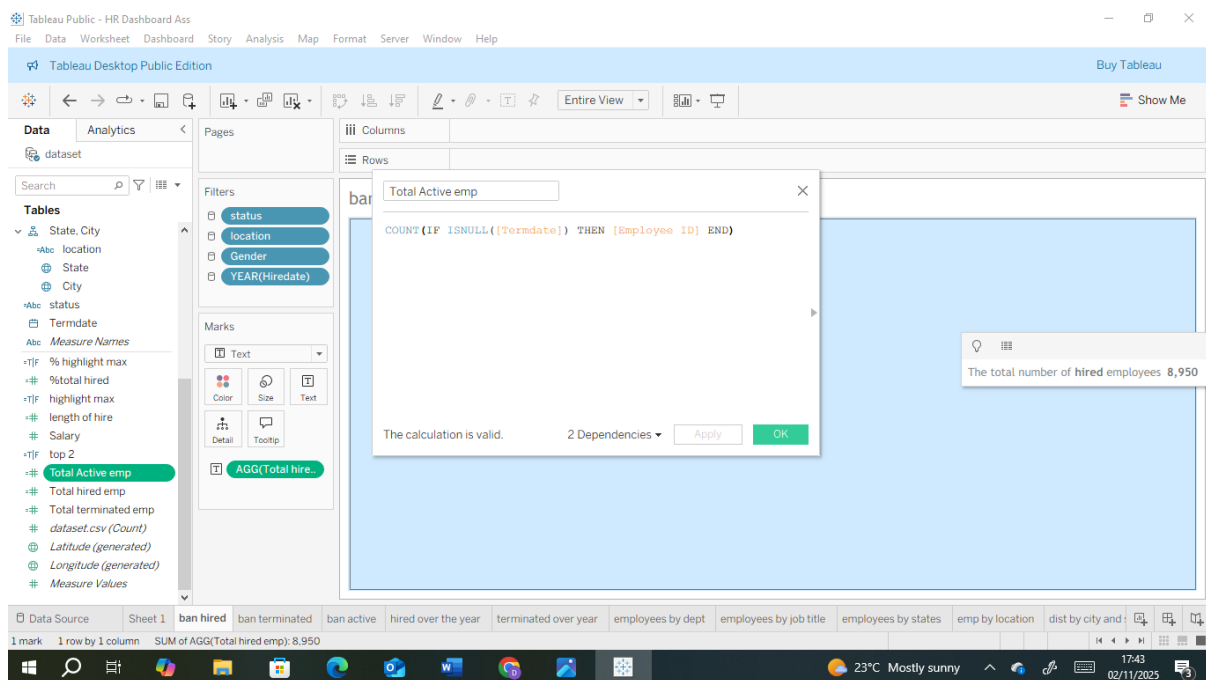 Tableau Public - HR Dashboard Ass
File Data Worksheet Dashboard Story Analysis Map Format Server Window Help
Tableau Desktop Public Edition
Buy Tableau
Entire View
Show Me
Data Analytics
dataset
Search
Tables
State, City
Abc location
State
City
Abc status
Termdate
Abc Measure Names
=T|F % highlight max
=# %total hired
=T|F highlight max
=# length of hire
# Salary
=T|F top 2
=# Total Active emp
=# Total hired emp
=# Total terminated emp
# dataset.csv (Count)
Latitude (generated)
Longitude (generated)
# Measure Values
Pages
Filters
status
location
Gender
YEAR(Hiredate)
Marks
Text
Color Size Text
Detail Tooltip
AGG(Total hire..
Columns
Rows
ban
Total Active emp
COUNT(IF ISNULL([Termdate]) THEN [Employee ID] END)
The calculation is valid.
2 Dependencies
Apply
OK
The total number of hired employees 8,950
Data Source Sheet 1 ban hired ban terminated ban active hired over the year terminated over year employees by dept employees by job title employees by states emp by location dist by city and
1 mark 1 row by 1 column SUM of AGG(Total hired emp): 8,950
23°C Mostly sunny
17:43
02/11/2025
3